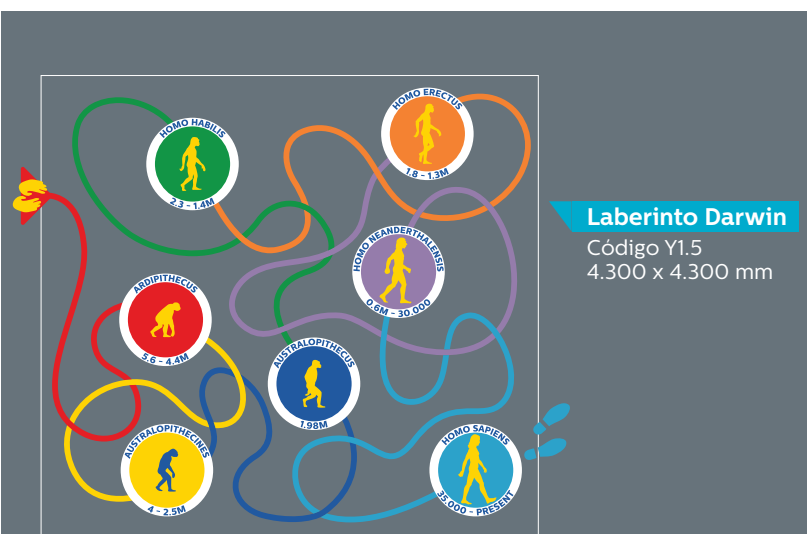 HOMO ERECTUS
1.8 - 1.3M
HOMO HABILIS
2.3 - 1.4M
Laberinto Darwin
Código Y1.5
4.300 x 4.300 mm
HOMO NEANDERTHALENSIS
0.6M - 30.000
ARDIPITHECUS
5.6 - 4.4M
AUSTRALOPITHECUS
1.98M
AUSTRALOPITHECINES
4 - 2.5M
HOMO SAPIENS
35.000 - PRESENT